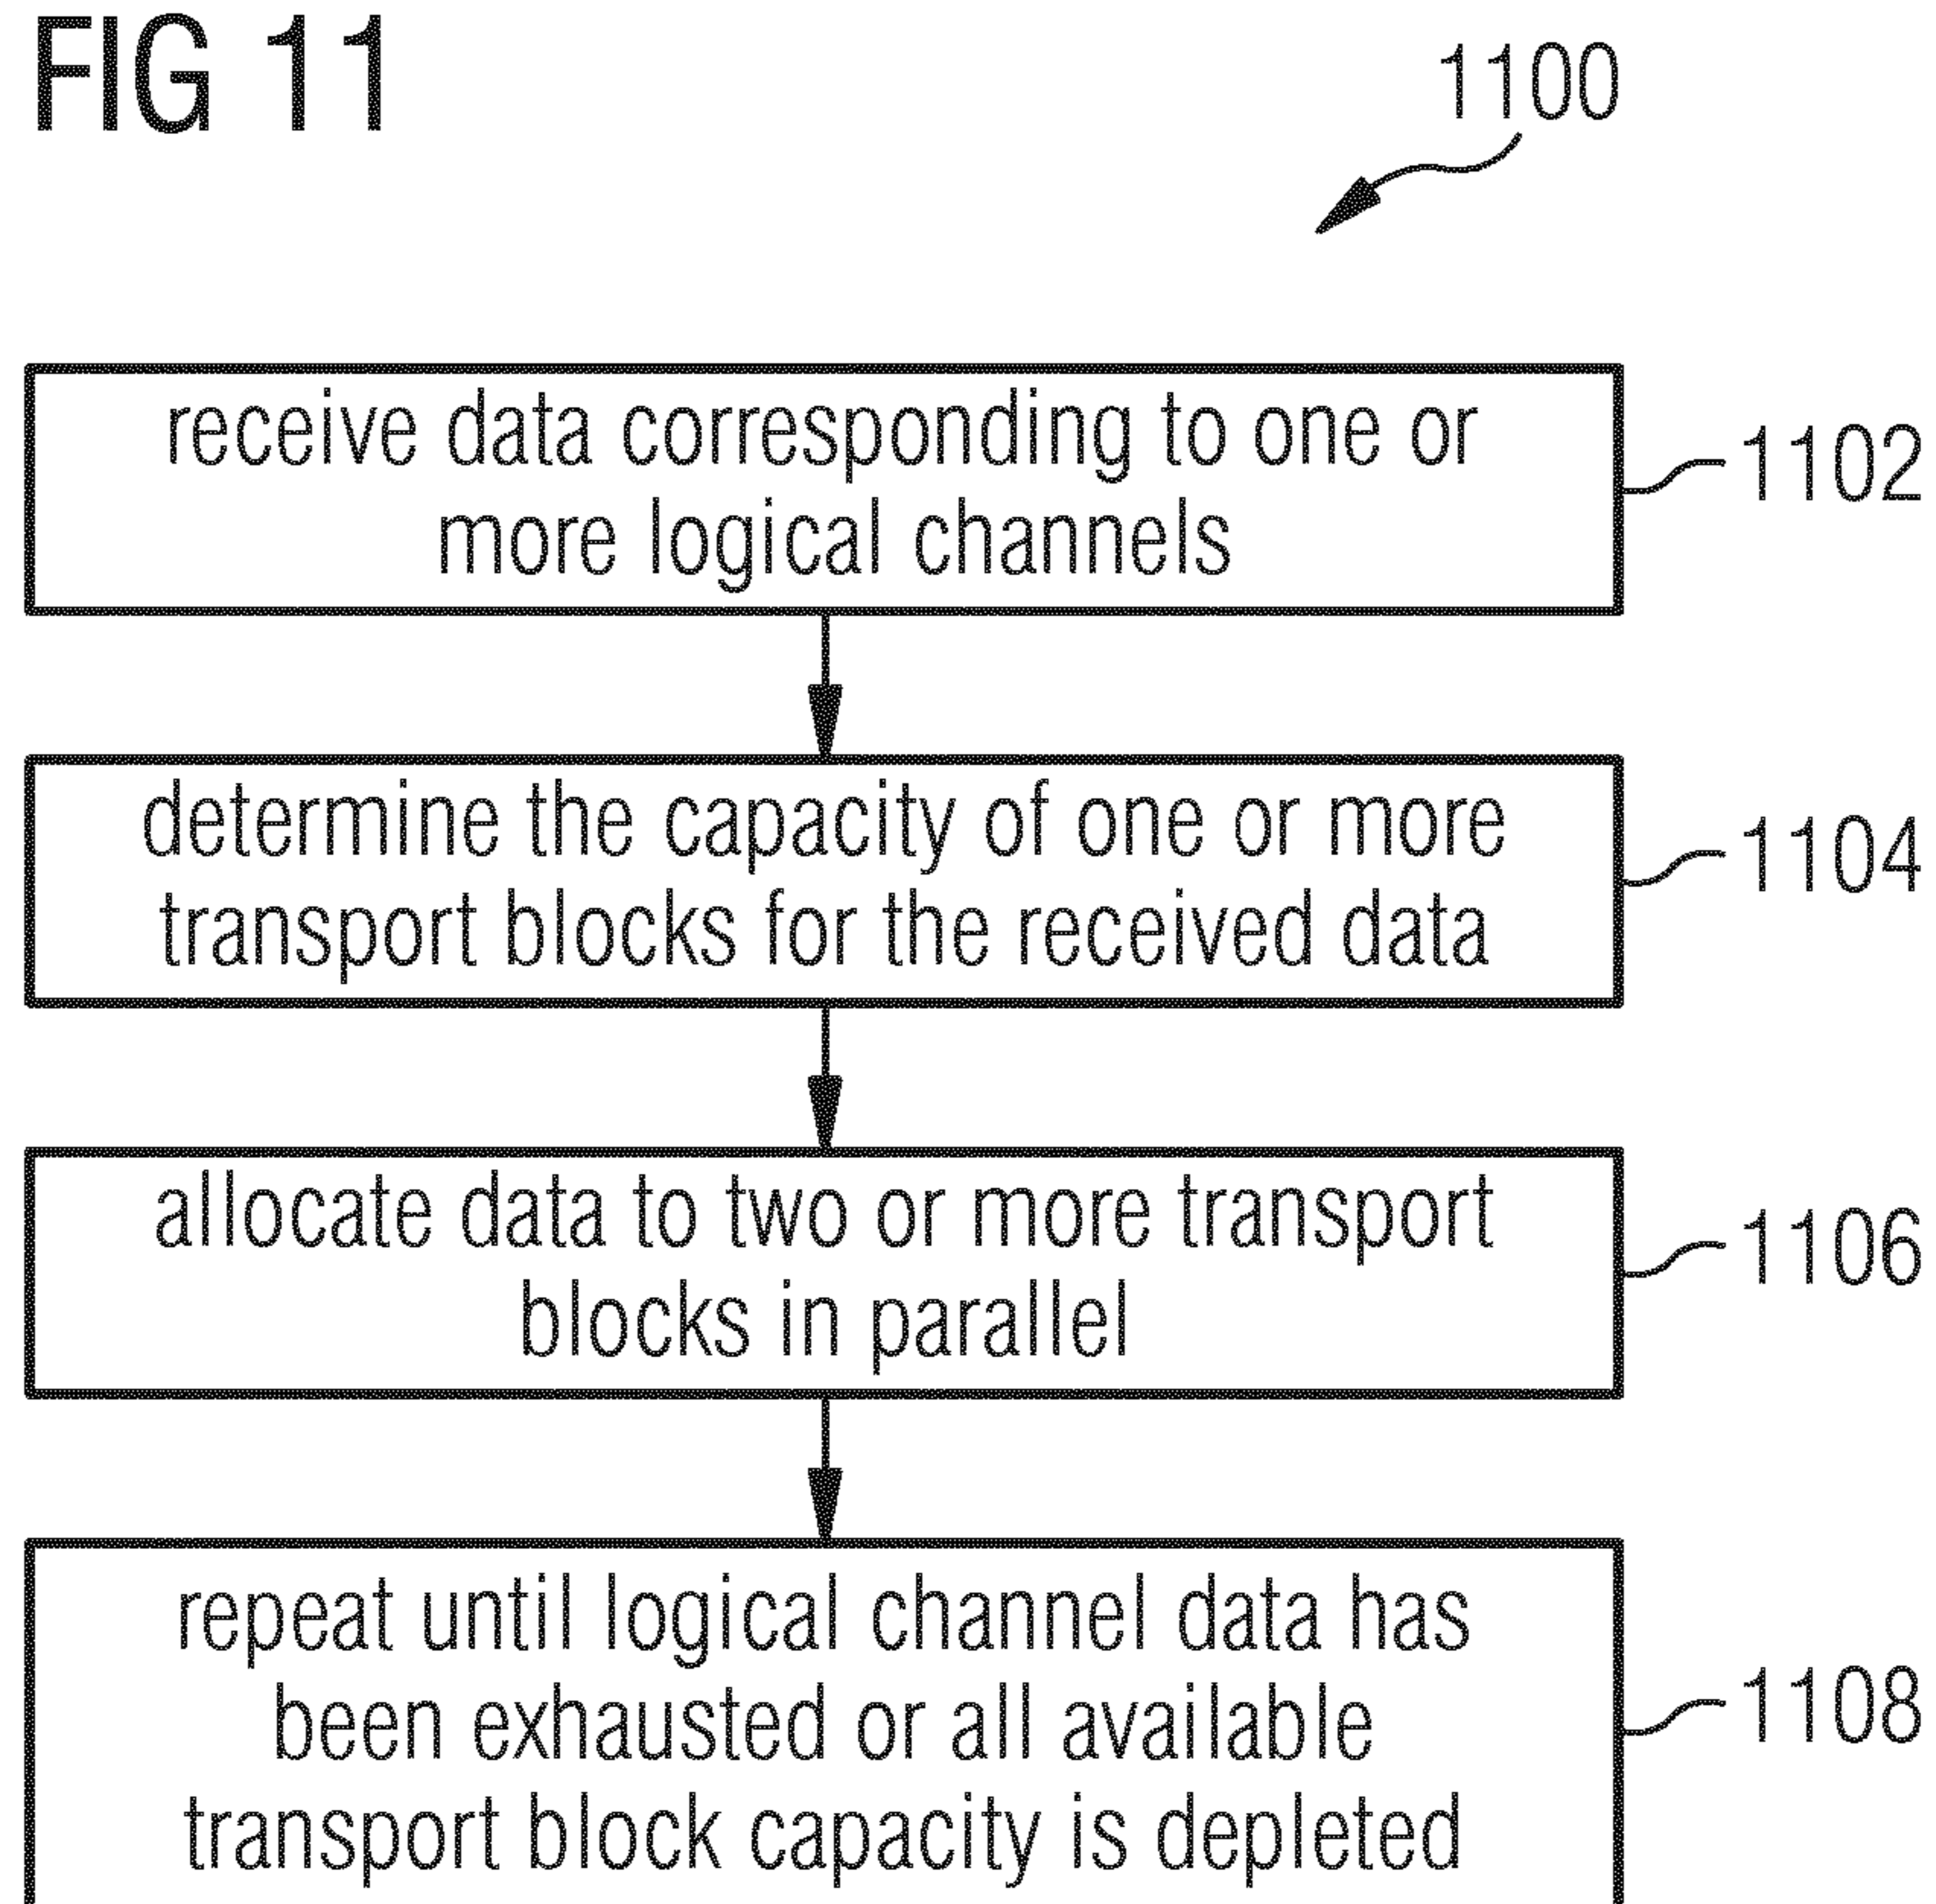 FIG 11
1100
receive data corresponding to one or
more logical channels
1102
determine the capacity of one or more
transport blocks for the received data
1104
allocate data to two or more transport
blocks in parallel
1106
repeat until logical channel data has
been exhausted or all available
transport block capacity is depleted
1108